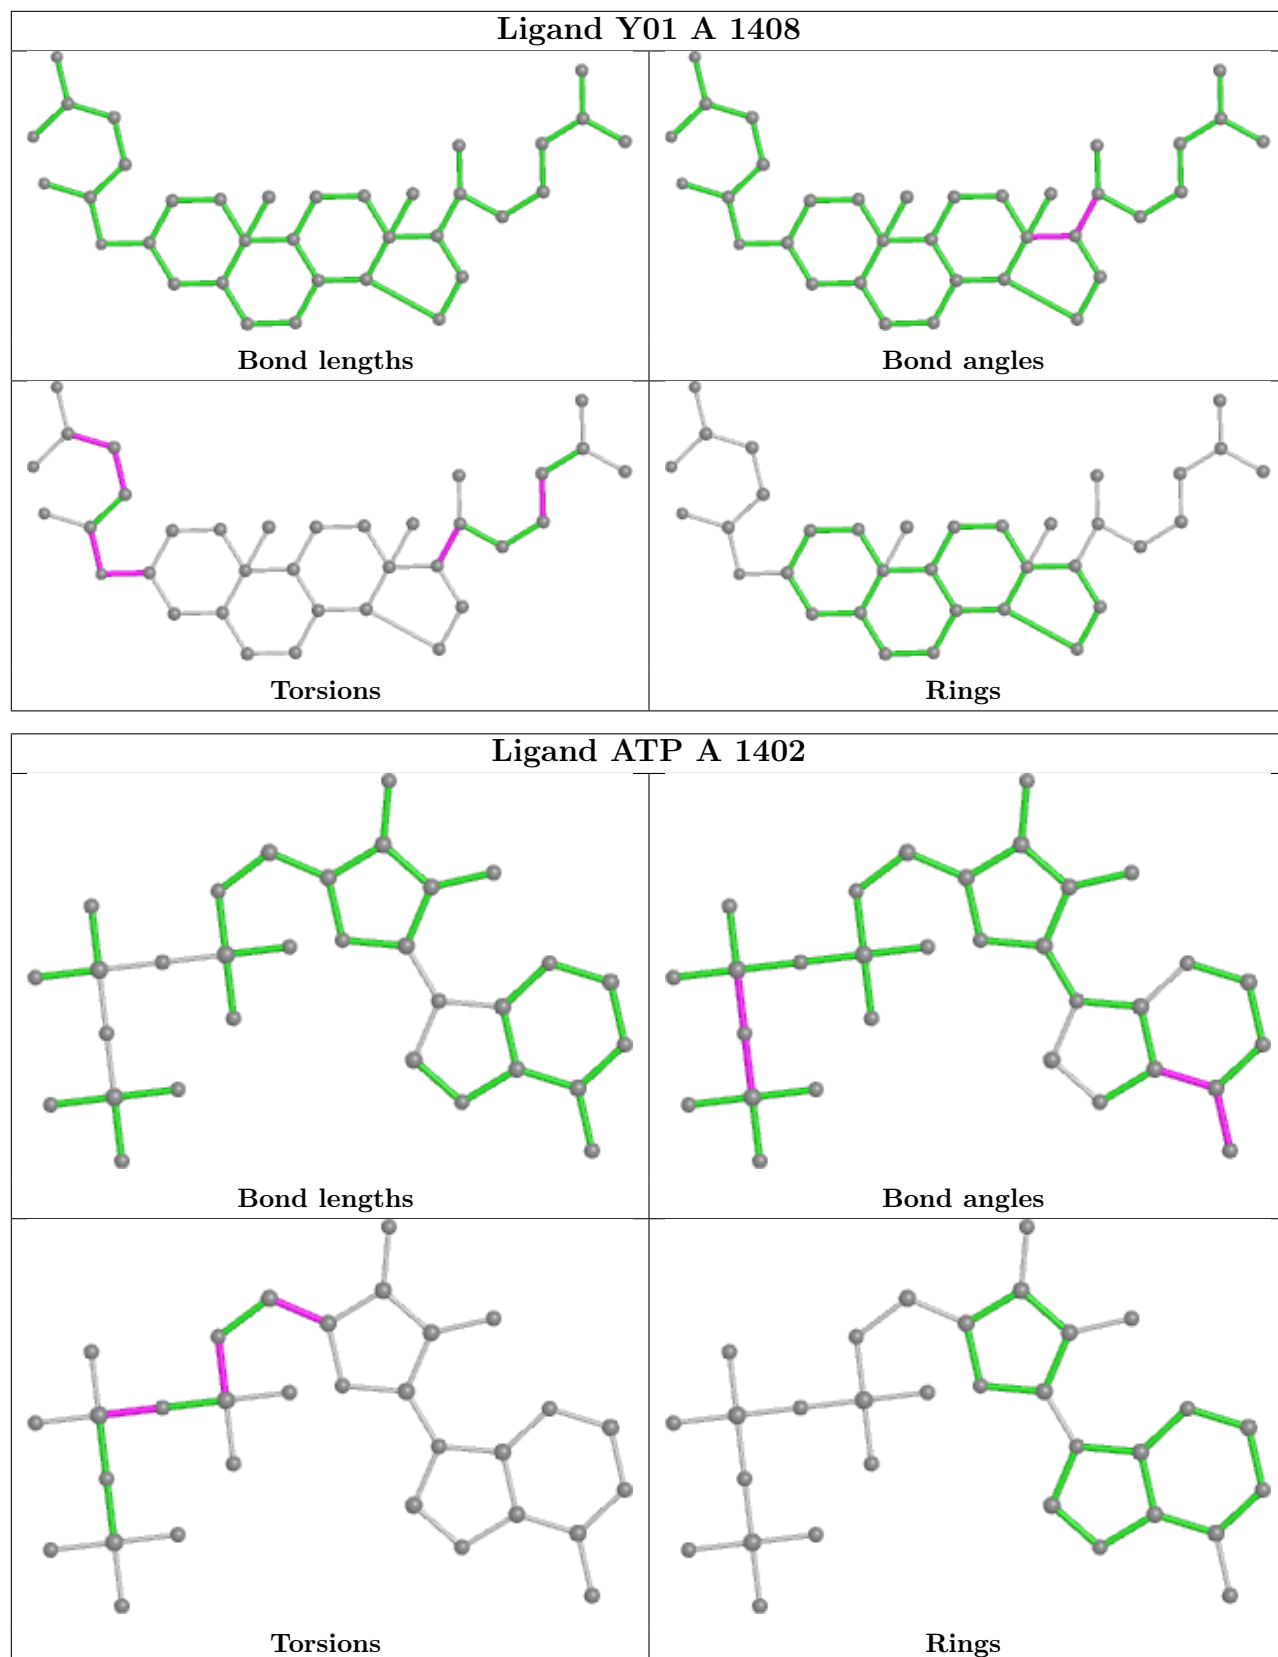 Ligand Y01 A 1408
Bond lengths
Bond angles
Torsions
Rings
Ligand ATP A 1402
Bond lengths
Bond angles
Torsions
Rings